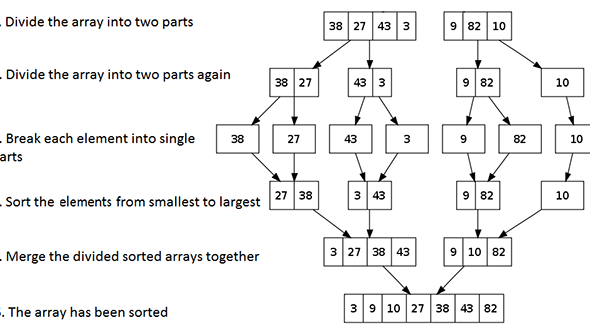 . Divide the array into two parts
38 27 43 3 9 82 10
. Divide the array into two parts again
38 27 43 3 9 82 10
. Break each element into single
arts
38 27 43 3 9 82 10
. Sort the elements from smallest to largest
27 38 3 43 9 82 10
. Merge the divided sorted arrays together
3 27 38 43 9 10 82
. The array has been sorted
3 9 10 27 38 43 82